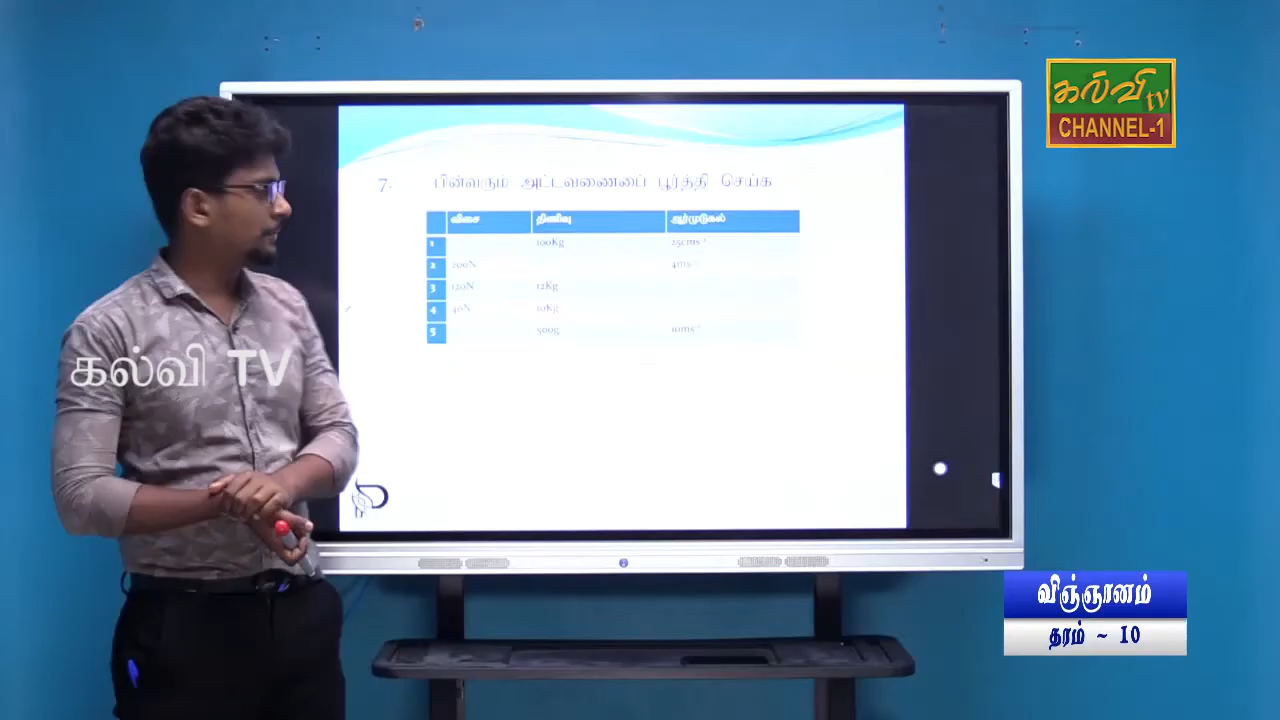 கல்வி tv
CHANNEL-1
7. பின்வரும் அட்டவணைபை பூர்த்தி செய்க
விசை திணிவு ஆர்முடுகல்
1 100Kg 25cms⁻²
2 200N 4ms⁻²
3 120N 12Kg
4 40N 10Kg
5 500g 10ms⁻²
கல்வி TV
விஞ்ஞானம்
தரம் ~ 10